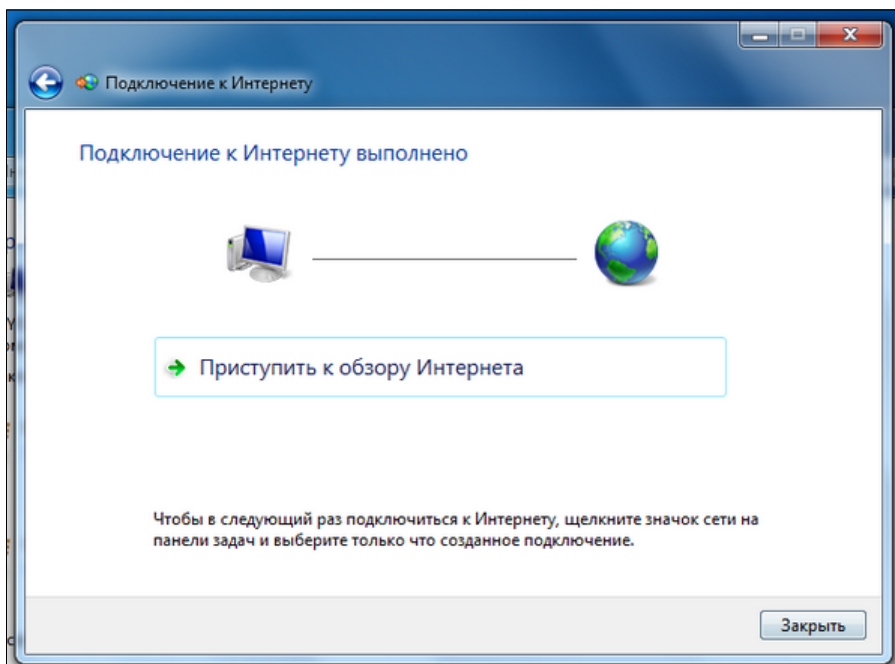 Подключение к Интернету
Подключение к Интернету выполнено
Приступить к обзору Интернета
Чтобы в следующий раз подключиться к Интернету, щелкните значок сети на
панели задач и выберите только что созданное подключение.
Закрыть